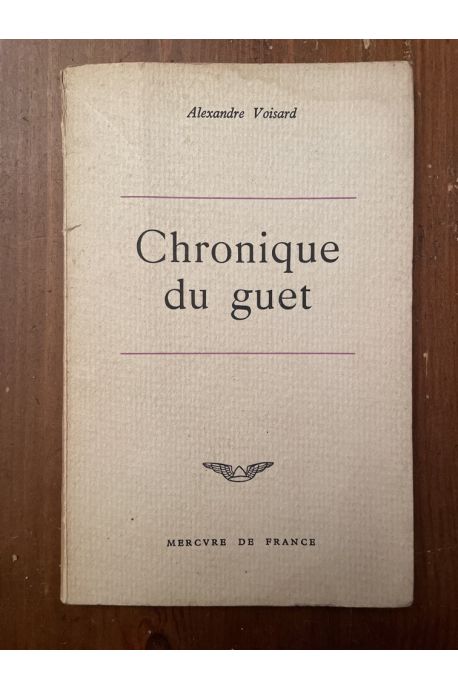 Alexandre Voisard
Chronique
du guet
MERCVRE DE FRANCE